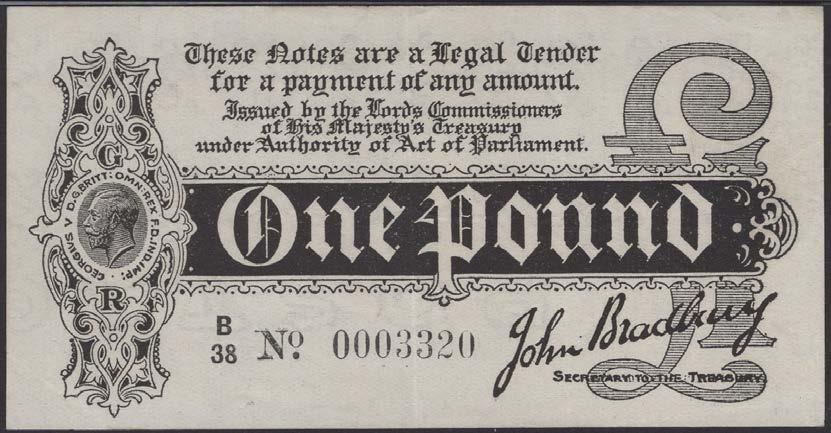 These Notes are a Legal Tender
for a payment of any amount.
Issued by the Lords Commissioners
of His Majesty's Treasury
under Authority of Act of Parliament.
£1
G
GEORGIVS V D.G.BRITT: OMN: REX F.D.IND.IMP:
R
One Pound
B
38 No. 0003320
John Bradbury
SECRETARY TO THE TREASURY.
£1